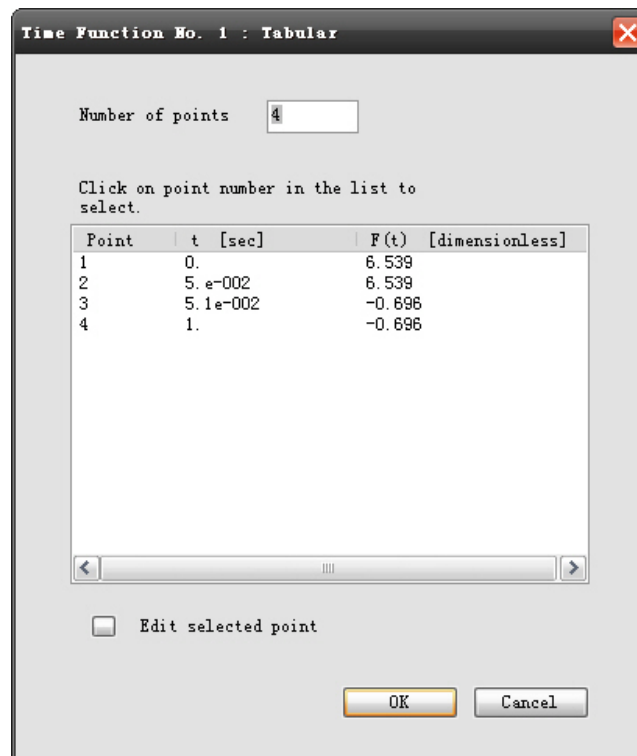 Time Function No. 1 : Tabular
Number of points 4
Click on point number in the list to
select.
Point t [sec] F(t) [dimensionless]
1 0. 6.539
2 5.e-002 6.539
3 5.1e-002 -0.696
4 1. -0.696
Edit selected point
OK Cancel